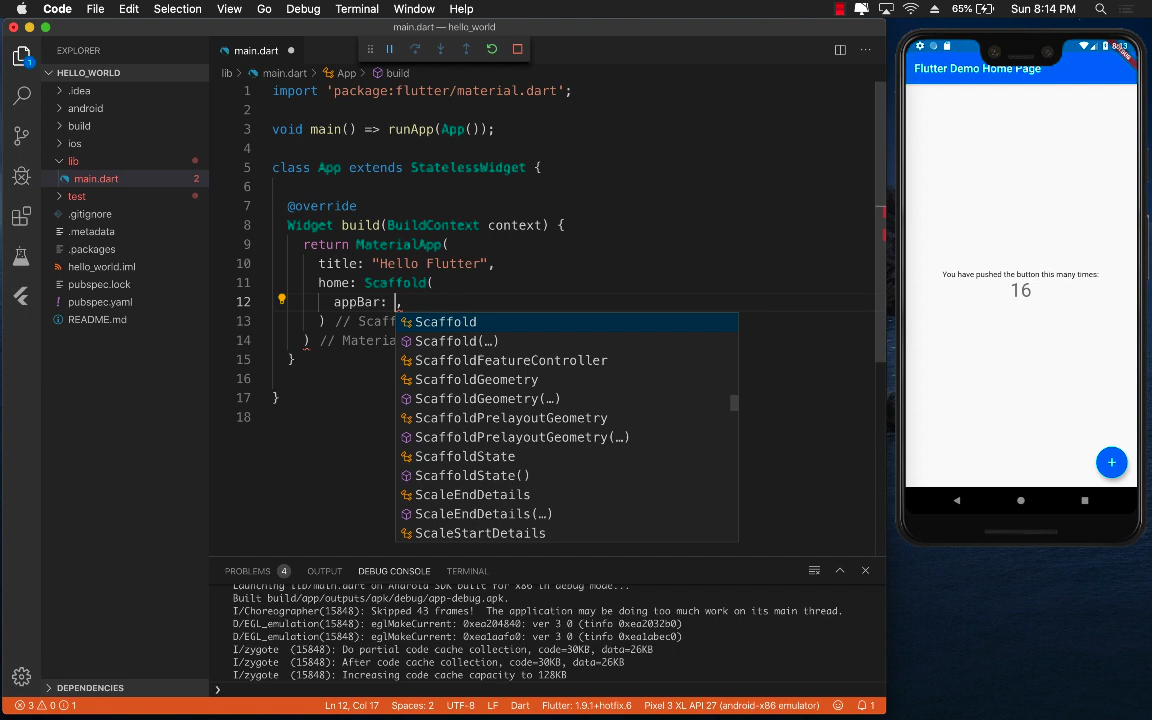 Code File Edit Selection View Go Debug Terminal Window Help 65% Sun 8:14 PM
main.dart — hello_world
EXPLORER
HELLO_WORLD
.idea
android
build
ios
lib
main.dart 2
test
.gitignore
.metadata
.packages
hello_world.iml
pubspec.lock
pubspec.yaml
README.md
DEPENDENCIES
1
main.dart
lib > main.dart > App > build
1 import 'package:flutter/material.dart';
2
3 void main() => runApp(App());
4
5 class App extends StatelessWidget {
6
7 @override
8 Widget build(BuildContext context) {
9 return MaterialApp(
10 title: "Hello Flutter",
11 home: Scaffold(
12 appBar: ,
13 ) // Scaff
14 ) // Materia
15 }
16
17 }
18
Scaffold
Scaffold(…)
ScaffoldFeatureController
ScaffoldGeometry
ScaffoldGeometry(…)
ScaffoldPrelayoutGeometry
ScaffoldPrelayoutGeometry(…)
ScaffoldState
ScaffoldState()
ScaleEndDetails
ScaleEndDetails(…)
ScaleStartDetails
PROBLEMS 4 OUTPUT DEBUG CONSOLE TERMINAL
Launching lib/main.dart on Android SDK built for x86 in debug mode...
Built build/app/outputs/apk/debug/app-debug.apk.
I/Choreographer(15848): Skipped 43 frames! The application may be doing too much work on its main thread.
D/EGL_emulation(15848): eglMakeCurrent: 0xea204840: ver 3 0 (tinfo 0xea2032b0)
D/EGL_emulation(15848): eglMakeCurrent: 0xea1aafa0: ver 3 0 (tinfo 0xea1abec0)
I/zygote (15848): Do partial code cache collection, code=30KB, data=26KB
I/zygote (15848): After code cache collection, code=30KB, data=26KB
I/zygote (15848): Increasing code cache capacity to 128KB
3 0 1 Ln 12, Col 17 Spaces: 2 UTF-8 LF Dart Flutter: 1.9.1+hotfix.6 Pixel 3 XL API 27 (android-x86 emulator) 1
8:13
Flutter Demo Home Page
You have pushed the button this many times:
16
+